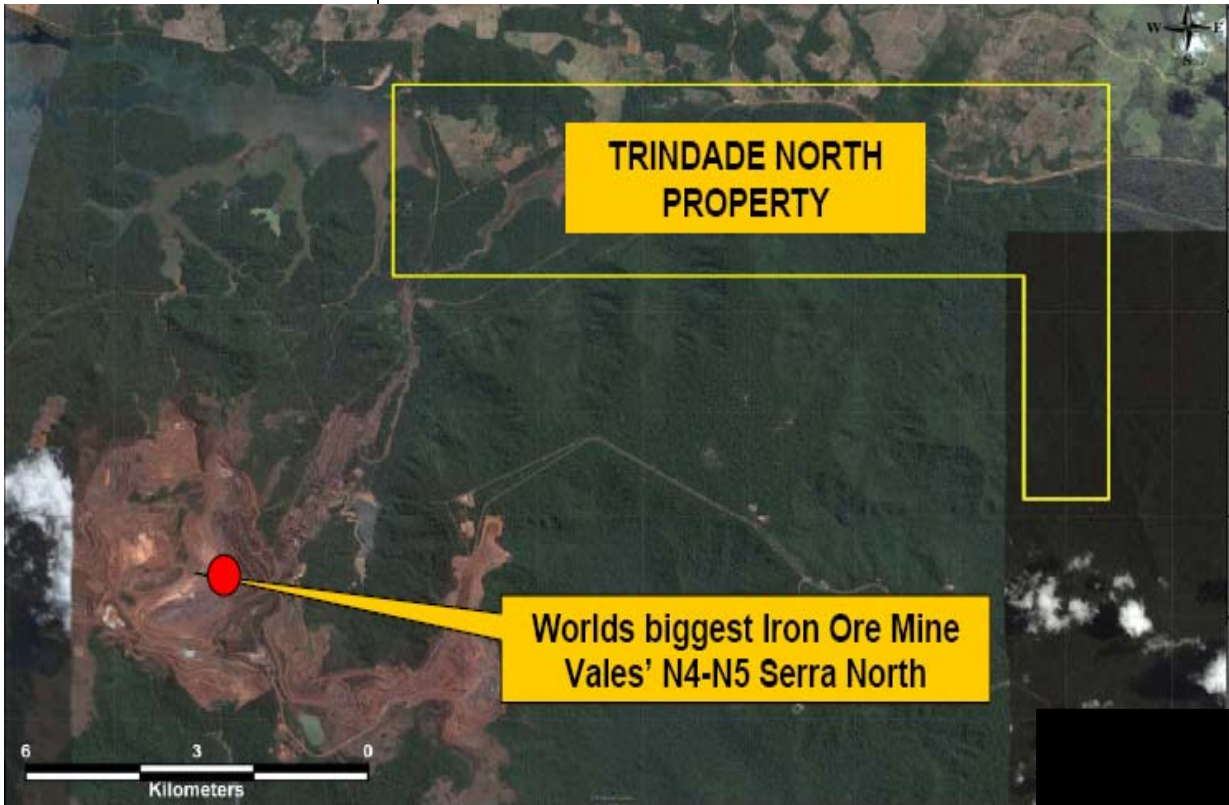 W E
S
TRINDADE NORTH
PROPERTY
Worlds biggest Iron Ore Mine
Vales' N4-N5 Serra North
6 3 0
Kilometers